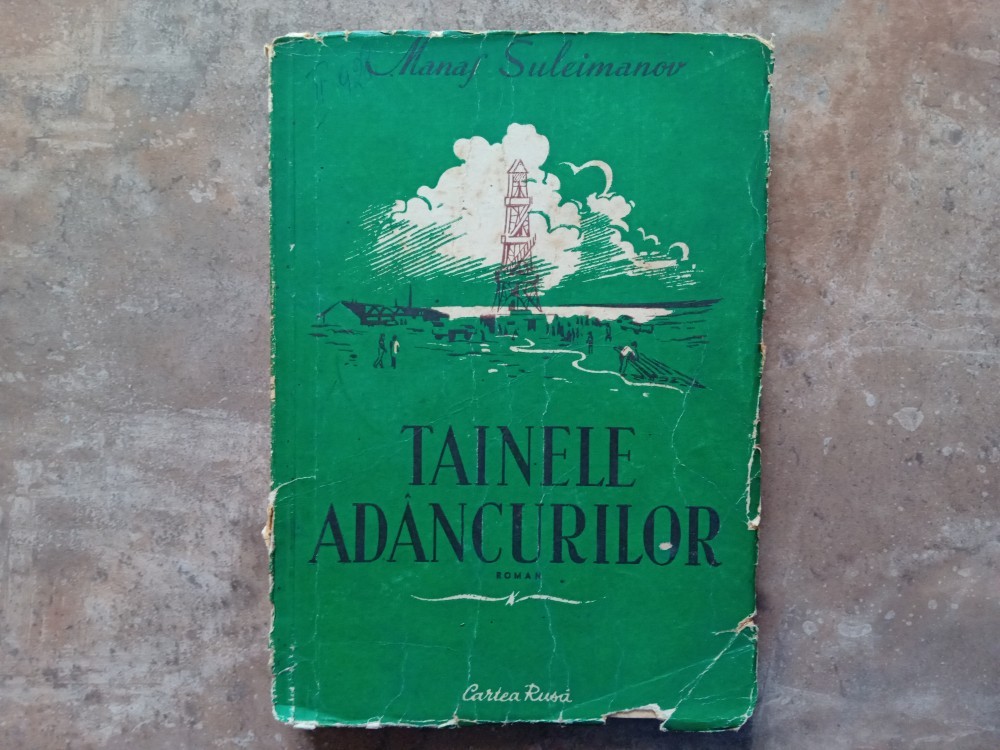 Manaf Suleimanov
TAINELE
ADÂNCURILOR
ROMAN
Cartea Rusă